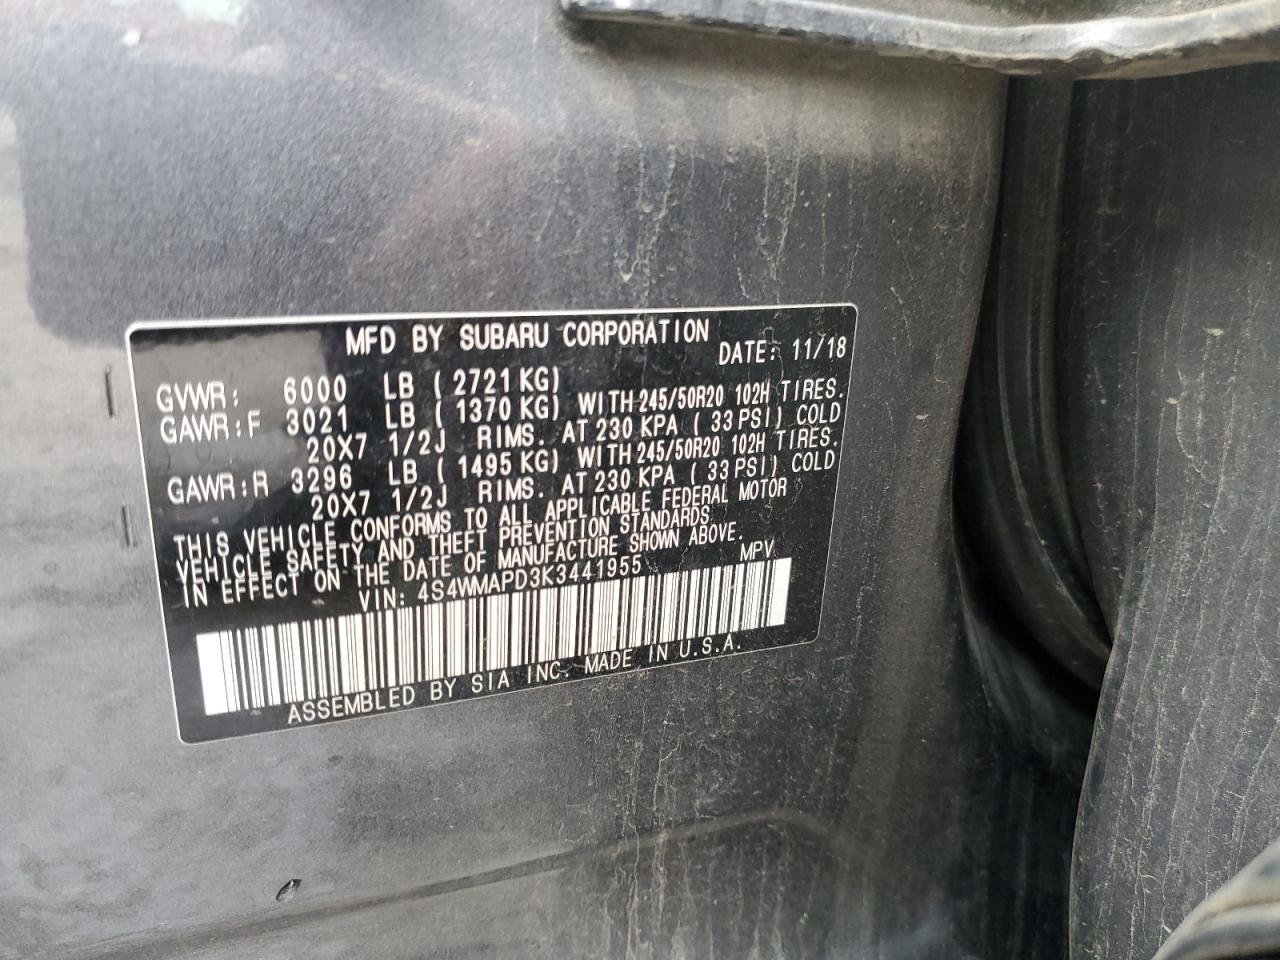 MFD BY SUBARU CORPORATION
DATE: 11/18
GVWR: 6000 LB ( 2721 KG)
GAWR:F 3021 LB ( 1370 KG) WITH 245/50R20 102H TIRES.
20X7 1/2J RIMS. AT 230 KPA ( 33 PSI) COLD
GAWR:R 3296 LB ( 1495 KG) WITH 245/50R20 102H TIRES.
20X7 1/2J RIMS. AT 230 KPA ( 33 PSI) COLD
THIS VEHICLE CONFORMS TO ALL APPLICABLE FEDERAL MOTOR
VEHICLE SAFETY AND THEFT PREVENTION STANDARDS
IN EFFECT ON THE DATE OF MANUFACTURE SHOWN ABOVE.
VIN: 4S4WMAPD3K3441955 MPV
ASSEMBLED BY SIA INC. MADE IN U.S.A.